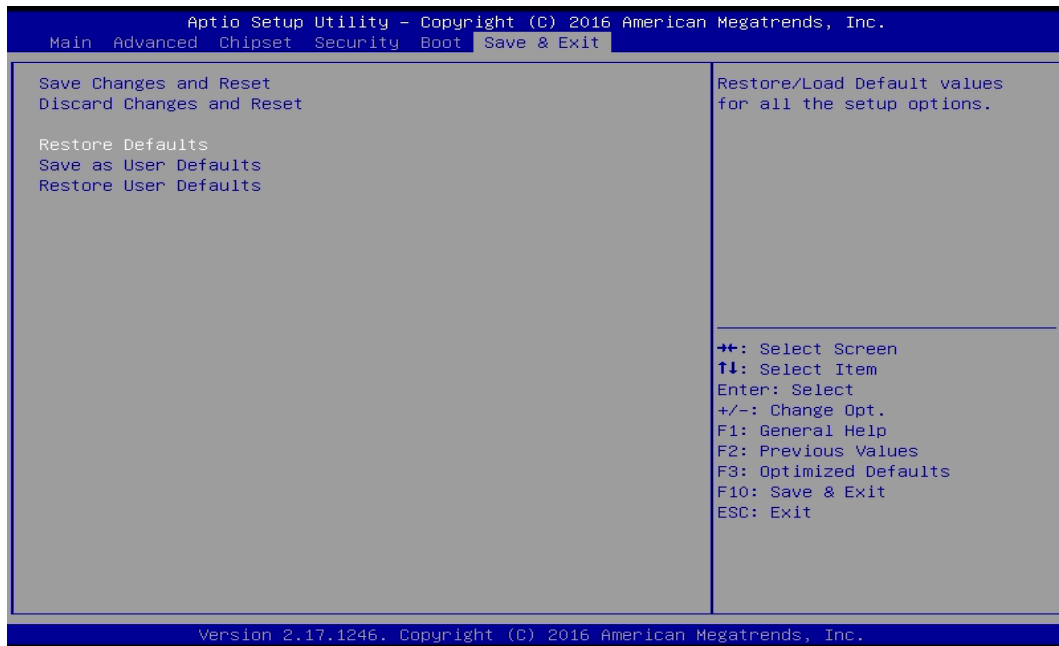 Aptio Setup Utility – Copyright (C) 2016 American Megatrends, Inc.
Main Advanced Chipset Security Boot Save & Exit
Save Changes and Reset
Discard Changes and Reset
Restore Defaults
Save as User Defaults
Restore User Defaults
Restore/Load Default values
for all the setup options.
→←: Select Screen
↑↓: Select Item
Enter: Select
+/-: Change Opt.
F1: General Help
F2: Previous Values
F3: Optimized Defaults
F10: Save & Exit
ESC: Exit
Version 2.17.1246. Copyright (C) 2016 American Megatrends, Inc.